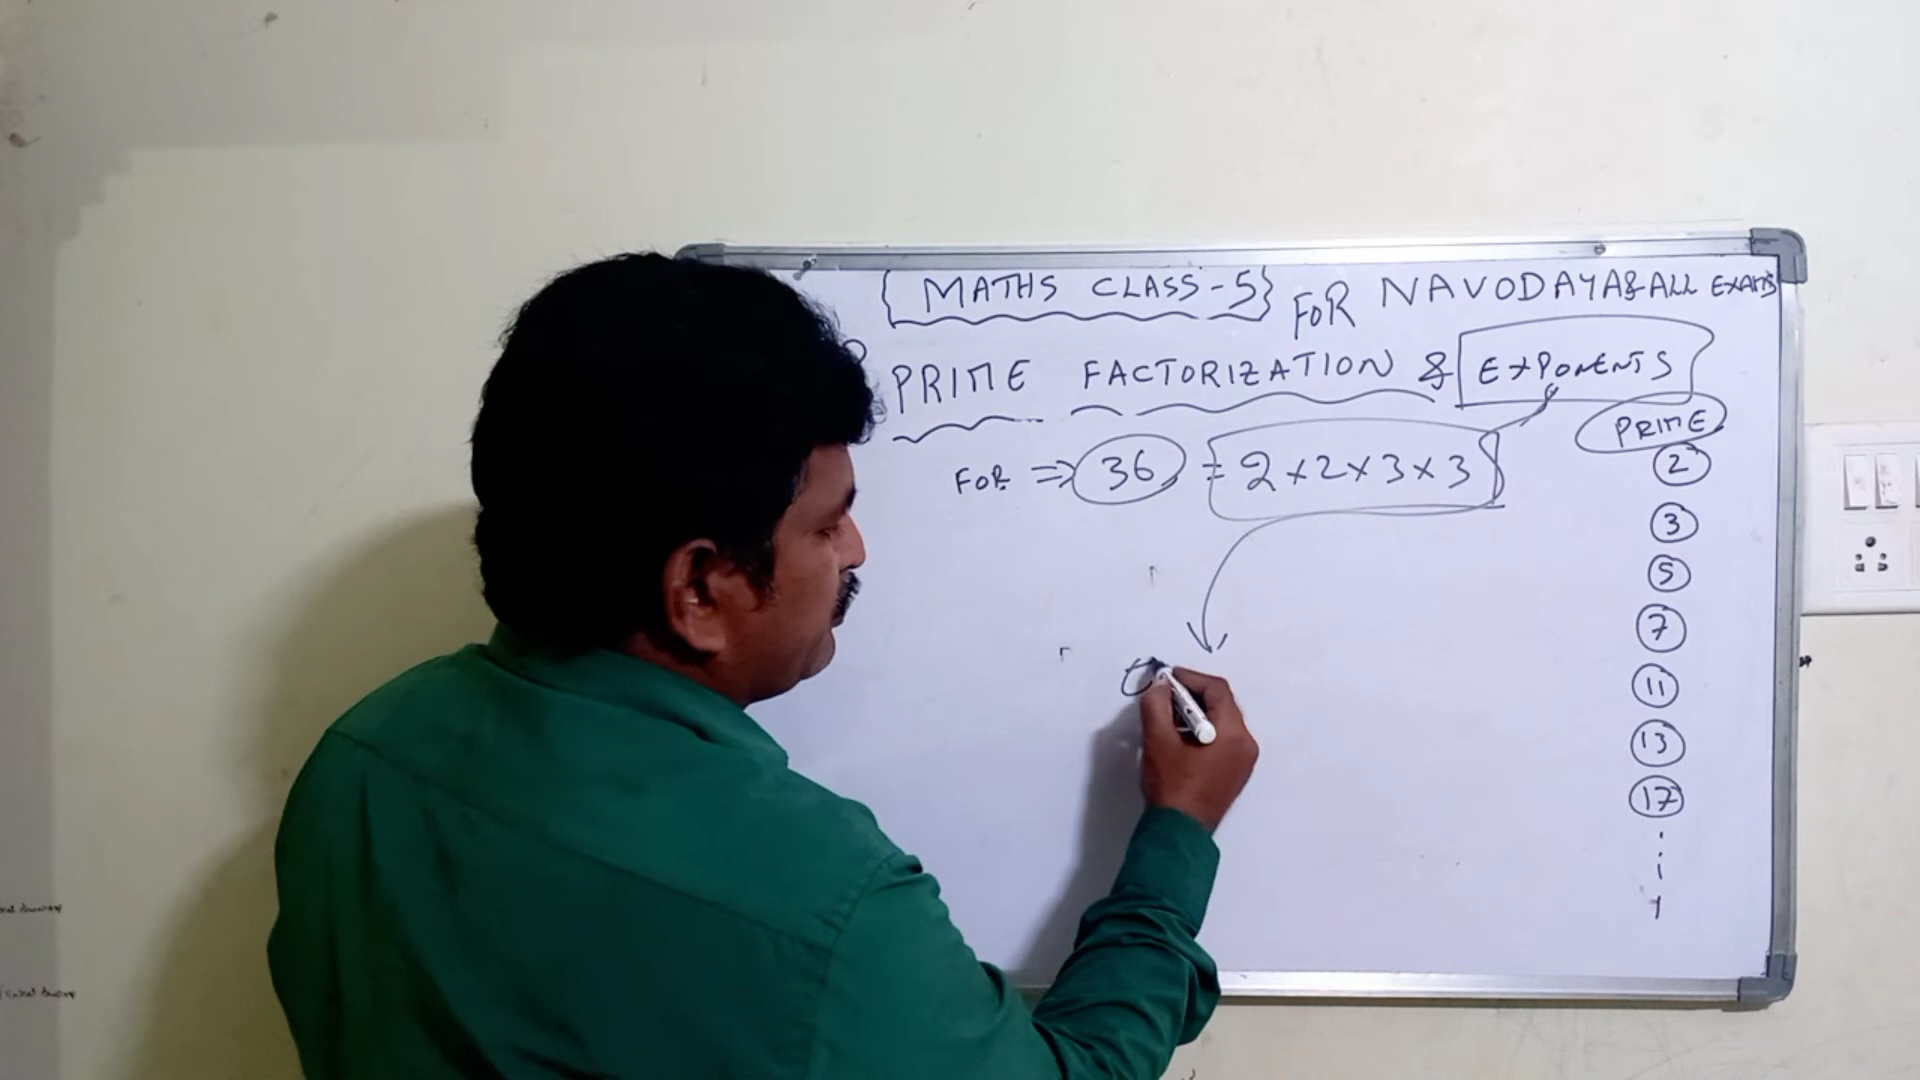 { MATHS CLASS-5 } FOR NAVODAYA & ALL EXAMS
PRIME FACTORIZATION & EXPONENTS
FOR ⇒ 36 = 2 x 2 x 3 x 3
PRIME
2
3
5
7
11
13
17